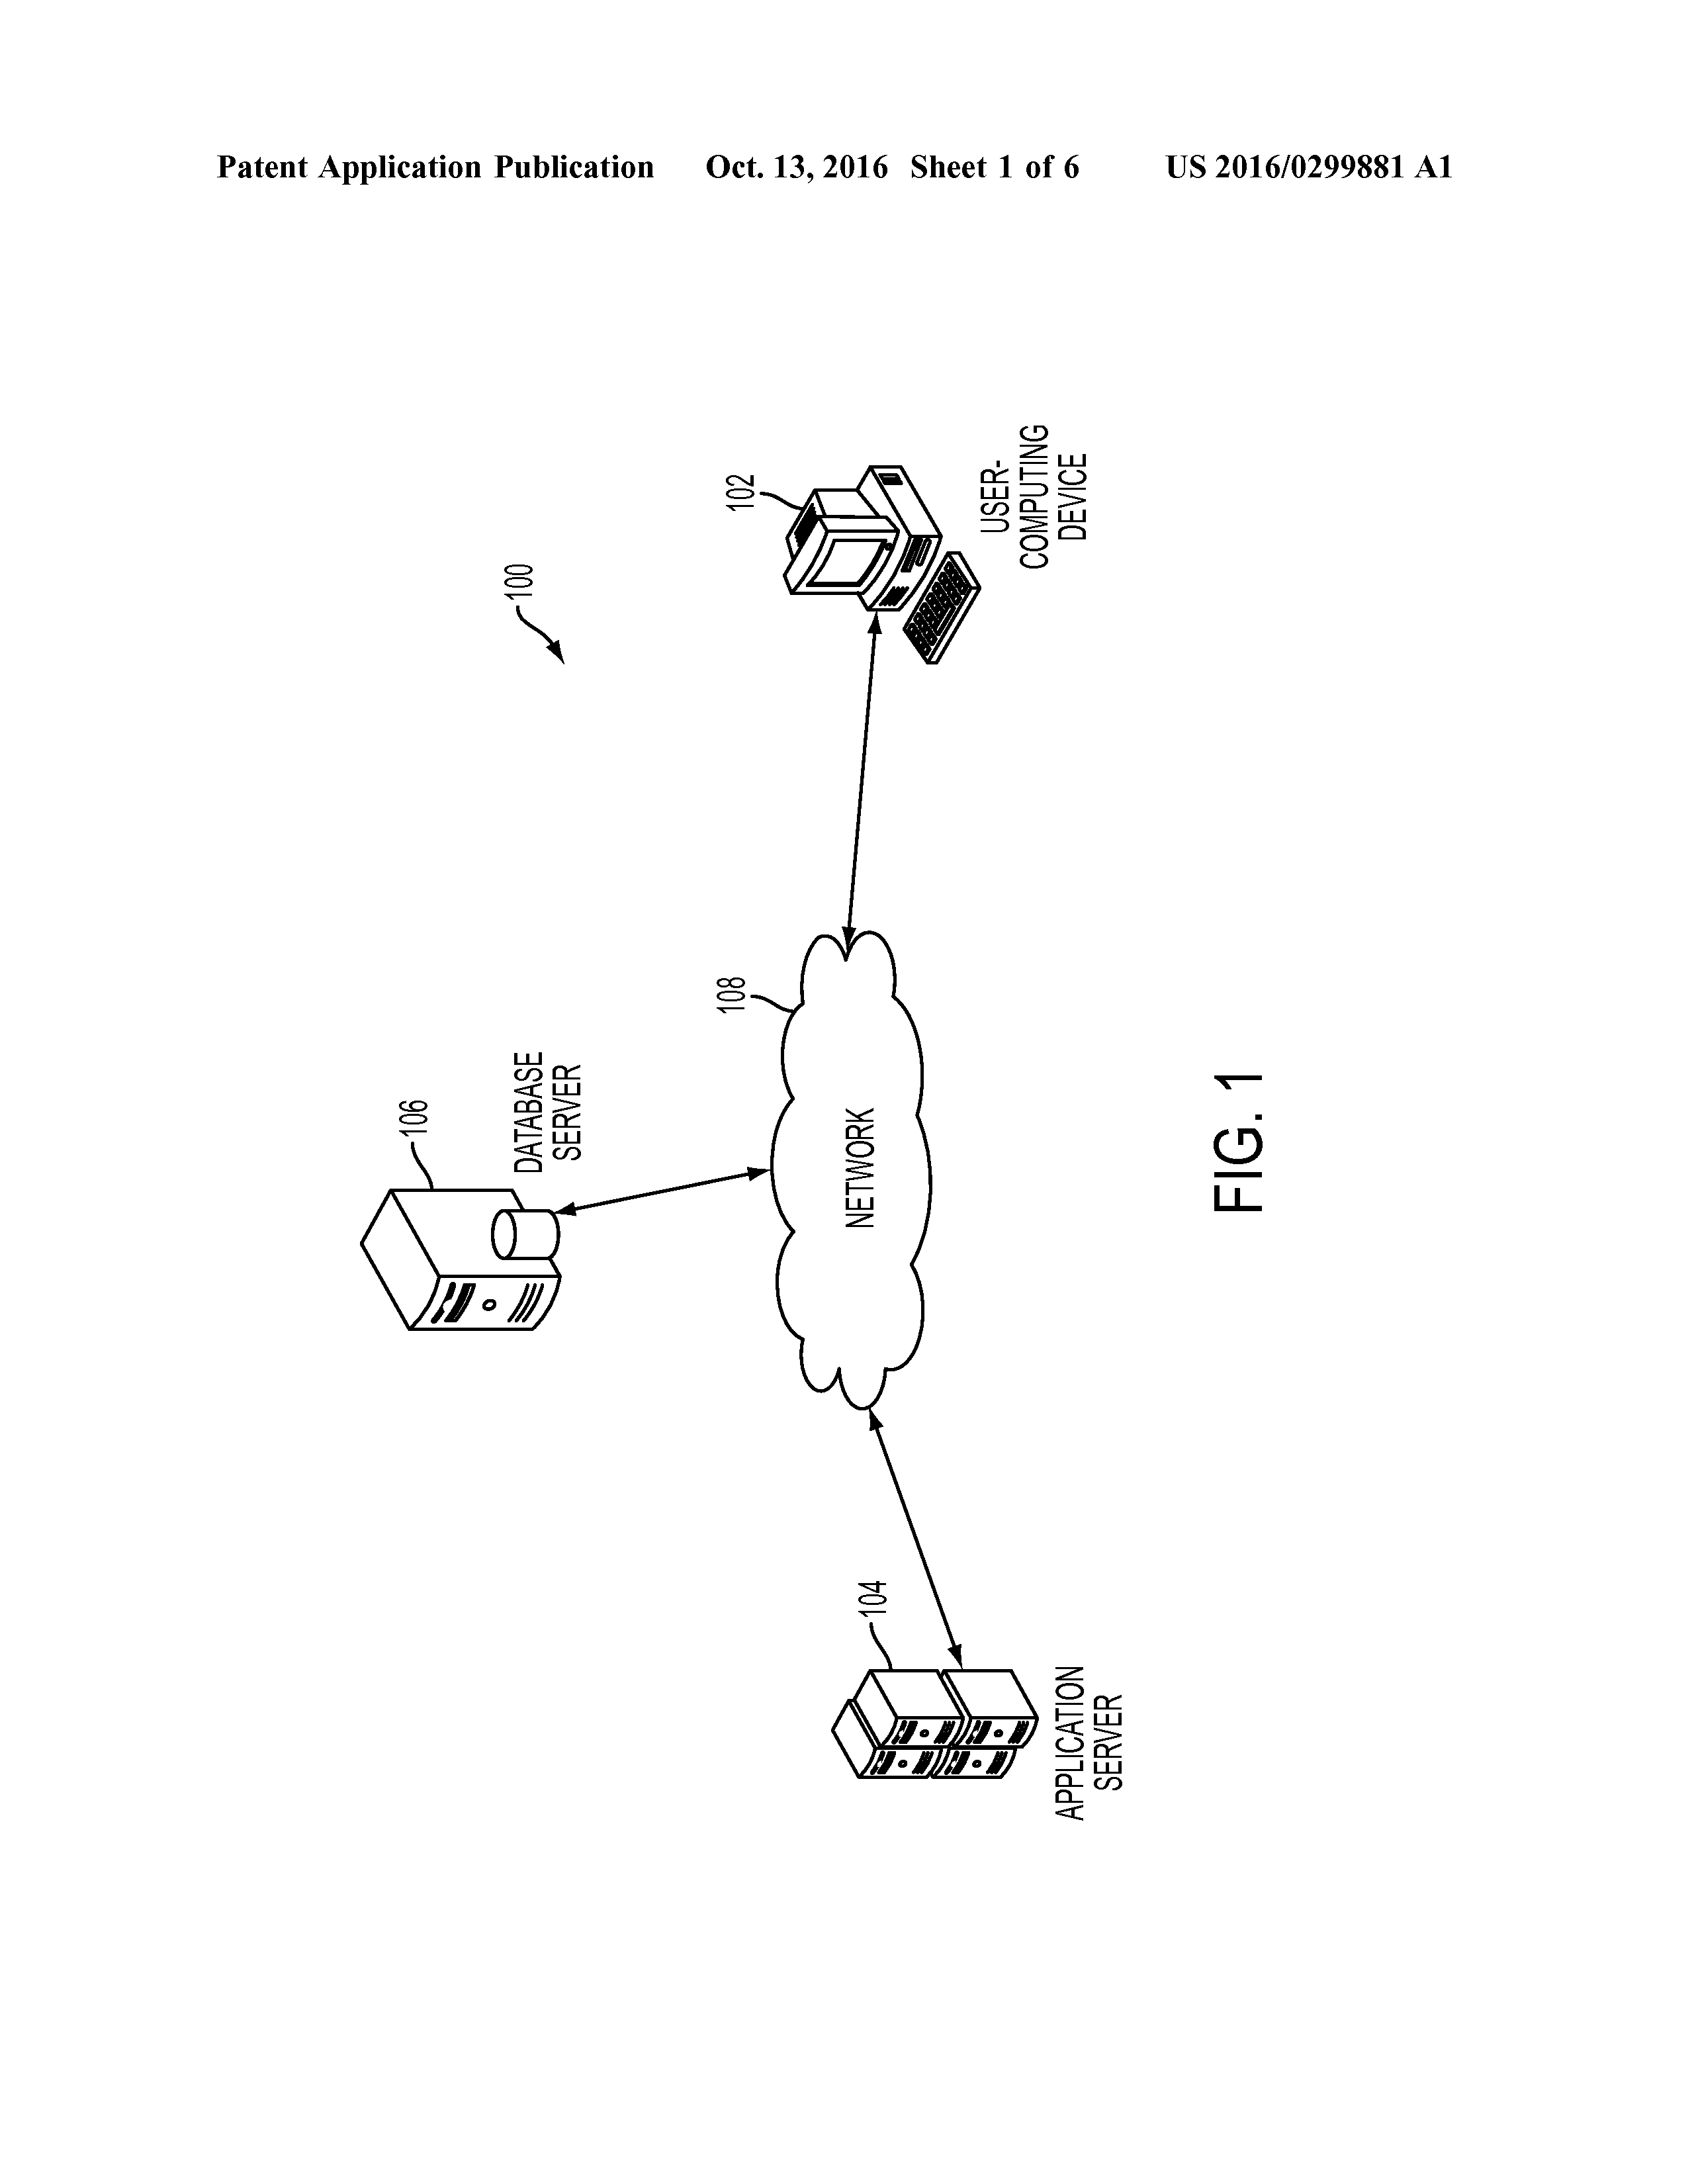 Patent Application Publication Oct. 13, 2016 Sheet 1 of 6 US 2016/0299881 A1
100
106
DATABASE
SERVER
102
USER-
COMPUTING
DEVICE
108
NETWORK
104
APPLICATION
SERVER
FIG. 1